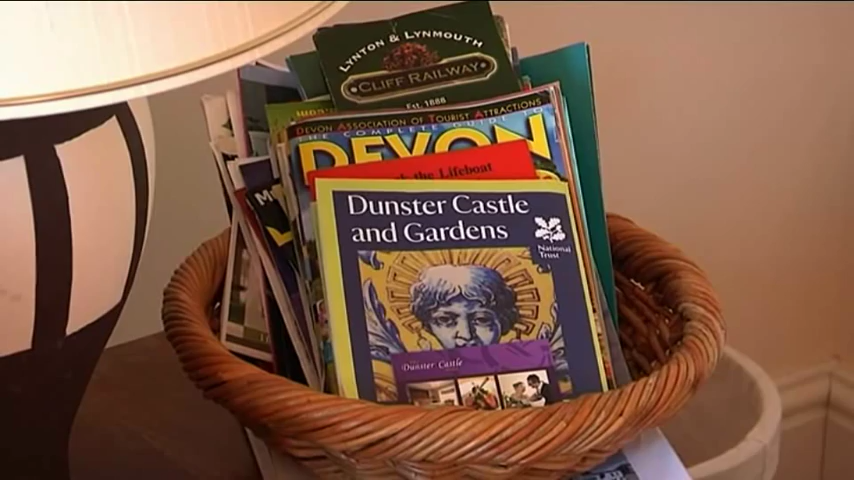 LYNTON & LYNMOUTH
CLIFF RAILWAY
Est. 1888
DEVON ASSOCIATION OF TOURIST ATTRACTIONS
THE COMPLETE GUIDE TO
DEVON
the Lifeboat
Dunster Castle
and Gardens
National
Trust
Dunster Castle